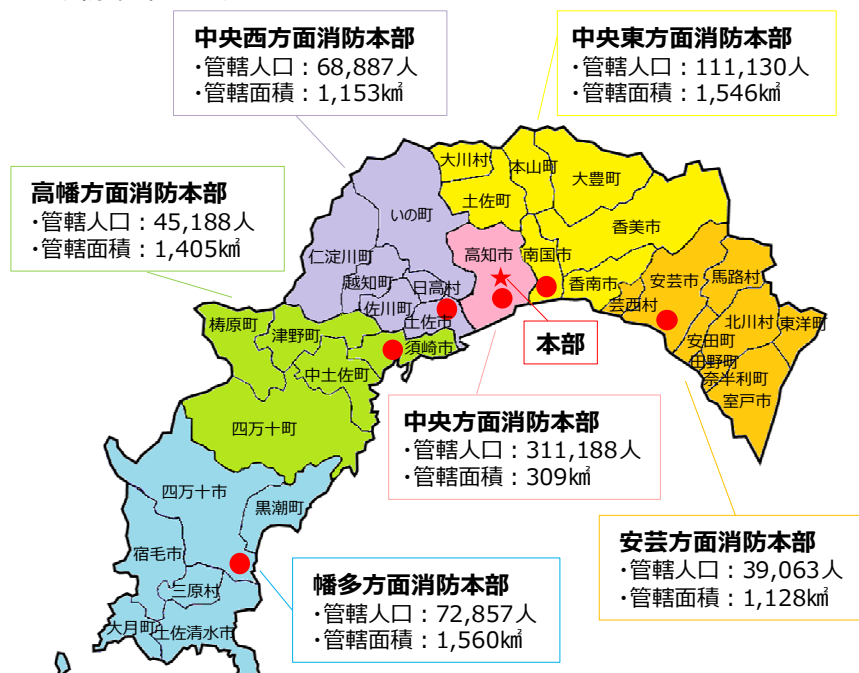 中央西方面消防本部
・管轄人口：68,887人
・管轄面積：1,153㎢
中央東方面消防本部
・管轄人口：111,130人
・管轄面積：1,546㎢
高幡方面消防本部
・管轄人口：45,188人
・管轄面積：1,405㎢
大川村
本山町
大豊町
土佐町
いの町
香美市
仁淀川町
高知市
南国市
安芸市
馬路村
越知町
日高村
香南市
佐川町
芸西村
土佐市
北川村
東洋町
梼原町
津野町
須崎市
本部
安田町
田野町
中土佐町
奈半利町
室戸市
四万十町
中央方面消防本部
・管轄人口：311,188人
・管轄面積：309㎢
四万十市
黒潮町
宿毛市
三原村
大月町
土佐清水市
安芸方面消防本部
・管轄人口：39,063人
・管轄面積：1,128㎢
幡多方面消防本部
・管轄人口：72,857人
・管轄面積：1,560㎢